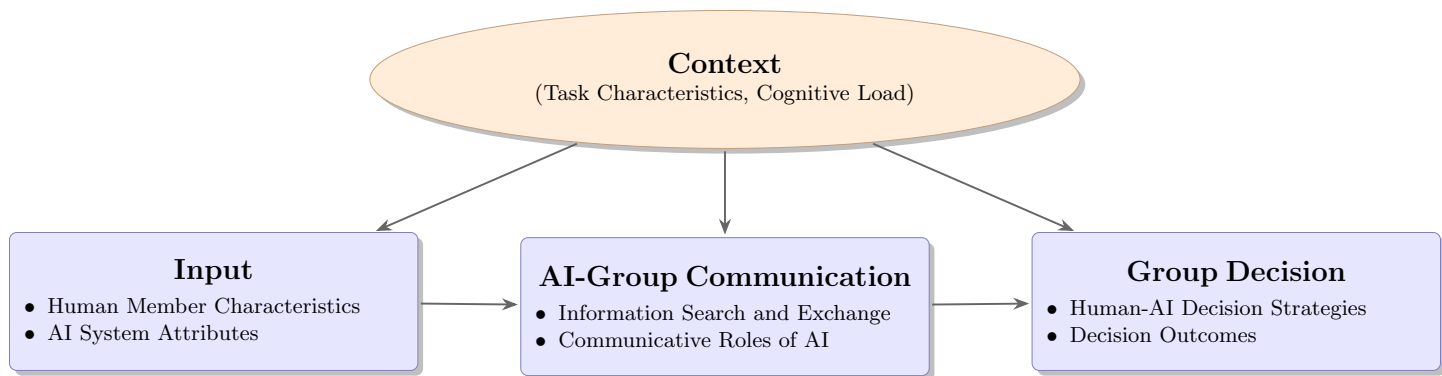 Context
(Task Characteristics, Cognitive Load)
Input
• Human Member Characteristics
• AI System Attributes
AI-Group Communication
• Information Search and Exchange
• Communicative Roles of AI
Group Decision
• Human-AI Decision Strategies
• Decision Outcomes